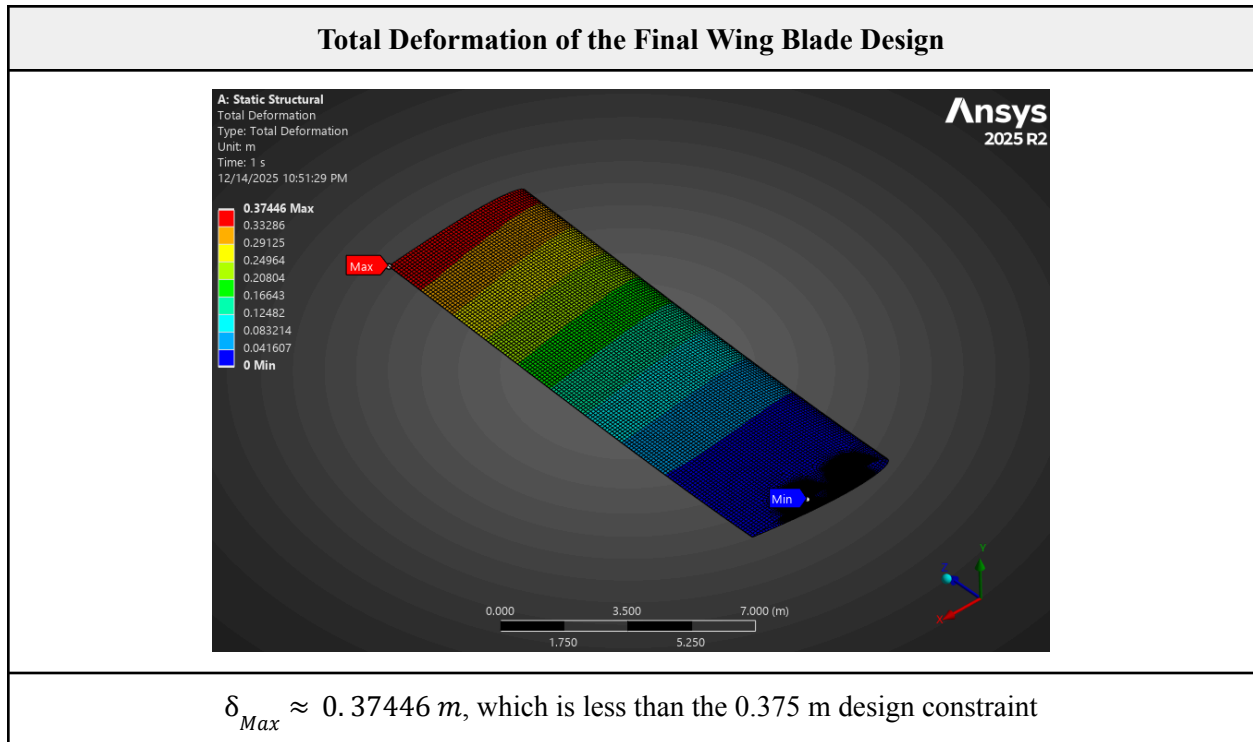 Total Deformation of the Final Wing Blade Design
A: Static Structural
Total Deformation
Type: Total Deformation
Unit: m
Time: 1 s
12/14/2025 10:51:29 PM
Ansys
2025 R2
0.37446 Max
0.33286
0.29125
0.24964
0.20804
0.16643
0.12482
0.083214
0.041607
0 Min
Max
Min
Y
Z
X
0.000 3.500 7.000 (m)
1.750 5.250
δMax ≈ 0.37446 m, which is less than the 0.375 m design constraint